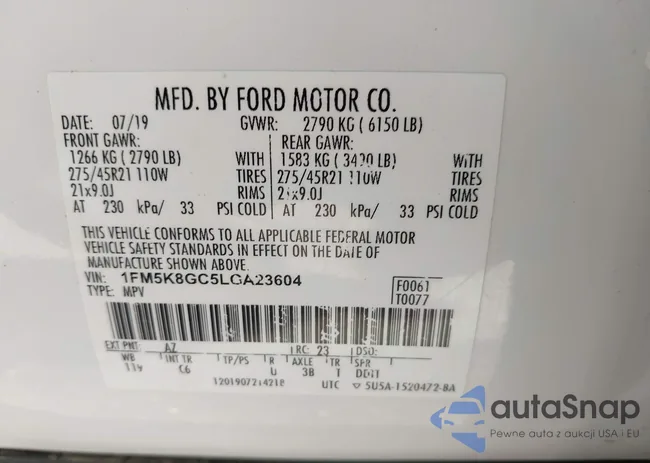 MFD. BY FORD MOTOR CO.
DATE: 07/19 GVWR: 2790 KG ( 6150 LB)
FRONT GAWR: REAR GAWR:
1266 KG ( 2790 LB) WITH 1583 KG ( 3490 LB) WITH
275/45R21 110W TIRES 275/45R21 110W TIRES
21x9.0J RIMS 21x9.0J RIMS
AT 230 kPa/ 33 PSI COLD AT 230 kPa/ 33 PSI COLD
THIS VEHICLE CONFORMS TO ALL APPLICABLE FEDERAL MOTOR
VEHICLE SAFETY STANDARDS IN EFFECT ON THE DATE OF
MANUFACTURE SHOWN ABOVE.
VIN: 1FM5K8GC5LGA23604 F0061
TYPE: MPV T0077
EXT PNT: AZ RC: 23 DSO:
WB INT TR TP/PS R AXLE TR SPR
119 C6 U 3B T
UTC ▽ 5U5A-1520472-BA
autaSnap
Pewne auta z aukcji USA i EU